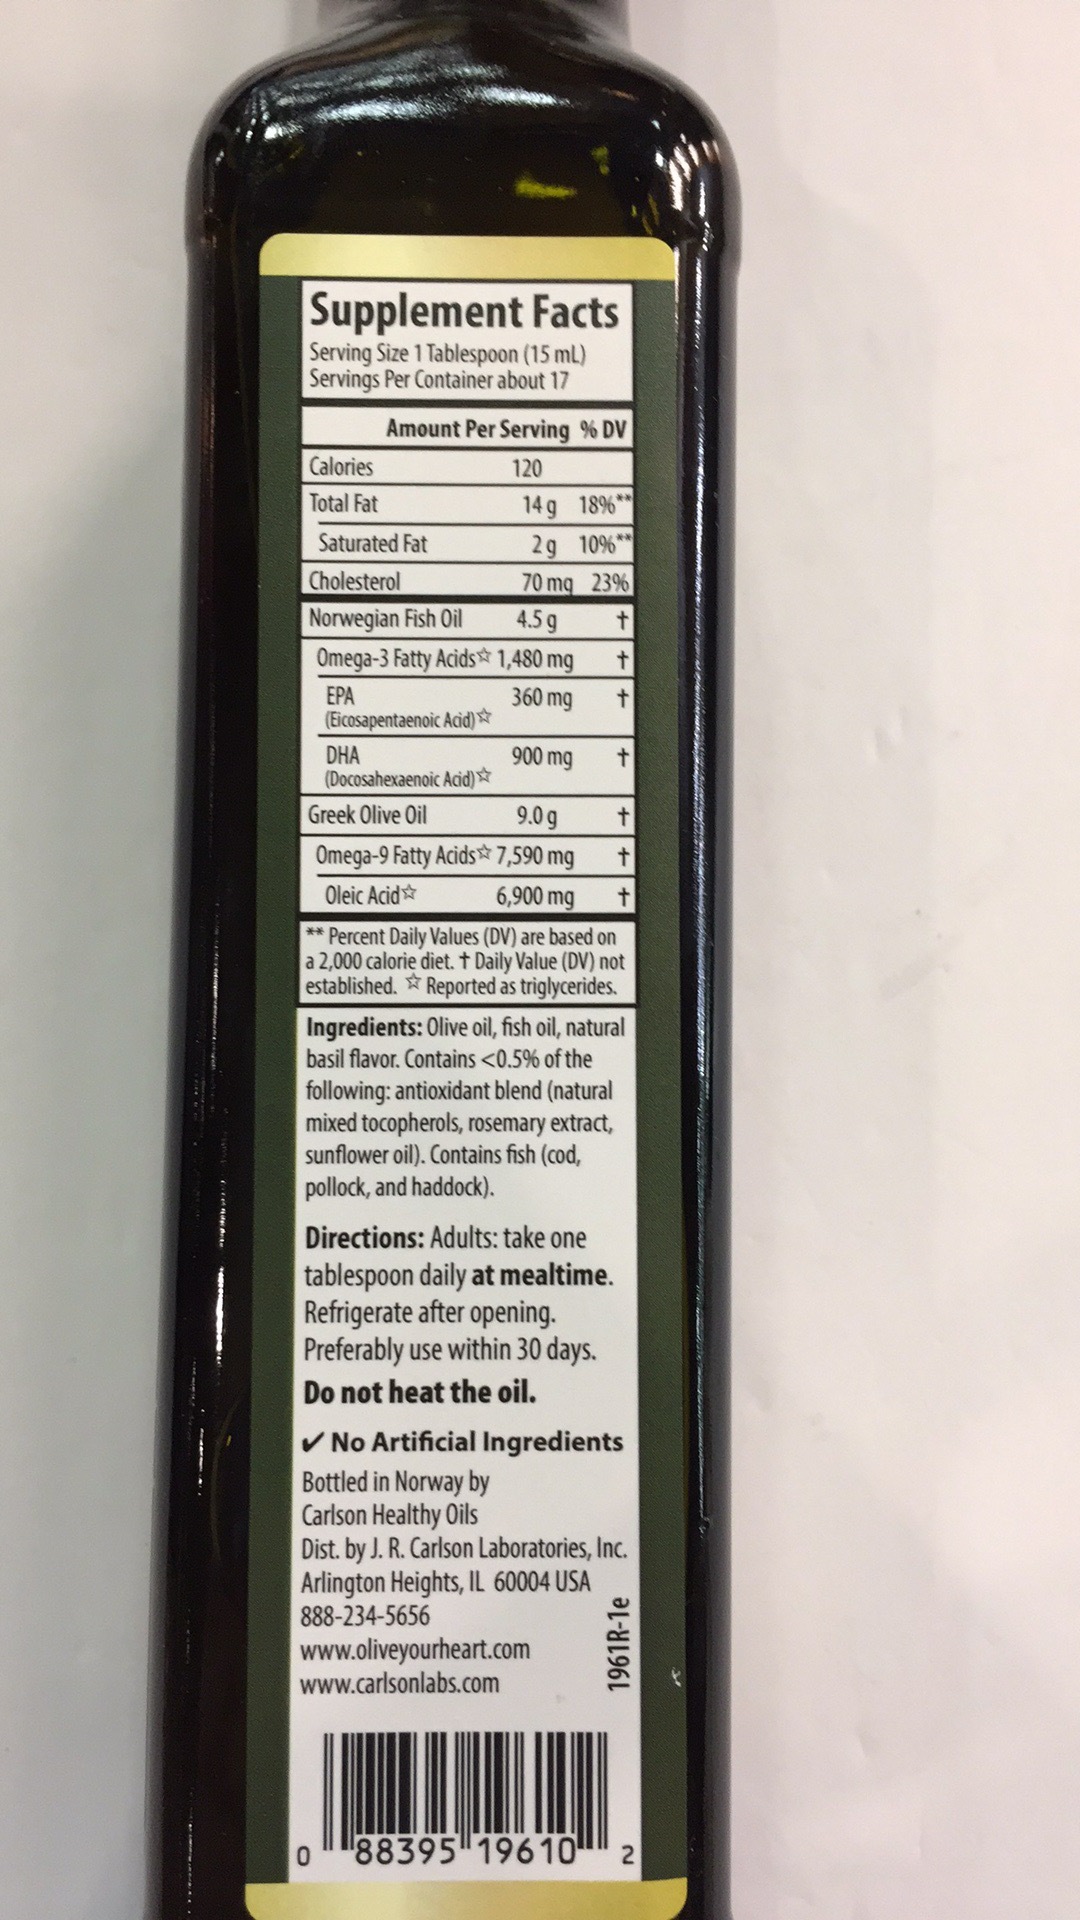 Supplement Facts
Serving Size 1 Tablespoon (15 mL)
Servings Per Container about 17
Amount Per Serving % DV
Calories 120
Total Fat 14 g 18%**
Saturated Fat 2 g 10%**
Cholesterol 70 mg 23%
Norwegian Fish Oil 4.5 g †
Omega-3 Fatty Acids☆ 1,480 mg †
EPA 360 mg †
(Eicosapentaenoic Acid)☆
DHA 900 mg †
(Docosahexaenoic Acid)☆
Greek Olive Oil 9.0 g †
Omega-9 Fatty Acids☆ 7,590 mg †
Oleic Acid☆ 6,900 mg †
** Percent Daily Values (DV) are based on
a 2,000 calorie diet. † Daily Value (DV) not
established. ☆ Reported as triglycerides.
Ingredients: Olive oil, fish oil, natural
basil flavor. Contains <0.5% of the
following: antioxidant blend (natural
mixed tocopherols, rosemary extract,
sunflower oil). Contains fish (cod,
pollock, and haddock).
Directions: Adults: take one
tablespoon daily at mealtime.
Refrigerate after opening.
Preferably use within 30 days.
Do not heat the oil.
✔ No Artificial Ingredients
Bottled in Norway by
Carlson Healthy Oils
Dist. by J. R. Carlson Laboratories, Inc.
Arlington Heights, IL 60004 USA
888-234-5656
www.oliveyourheart.com
www.carlsonlabs.com
1961R-1e
0 88395 19610 2